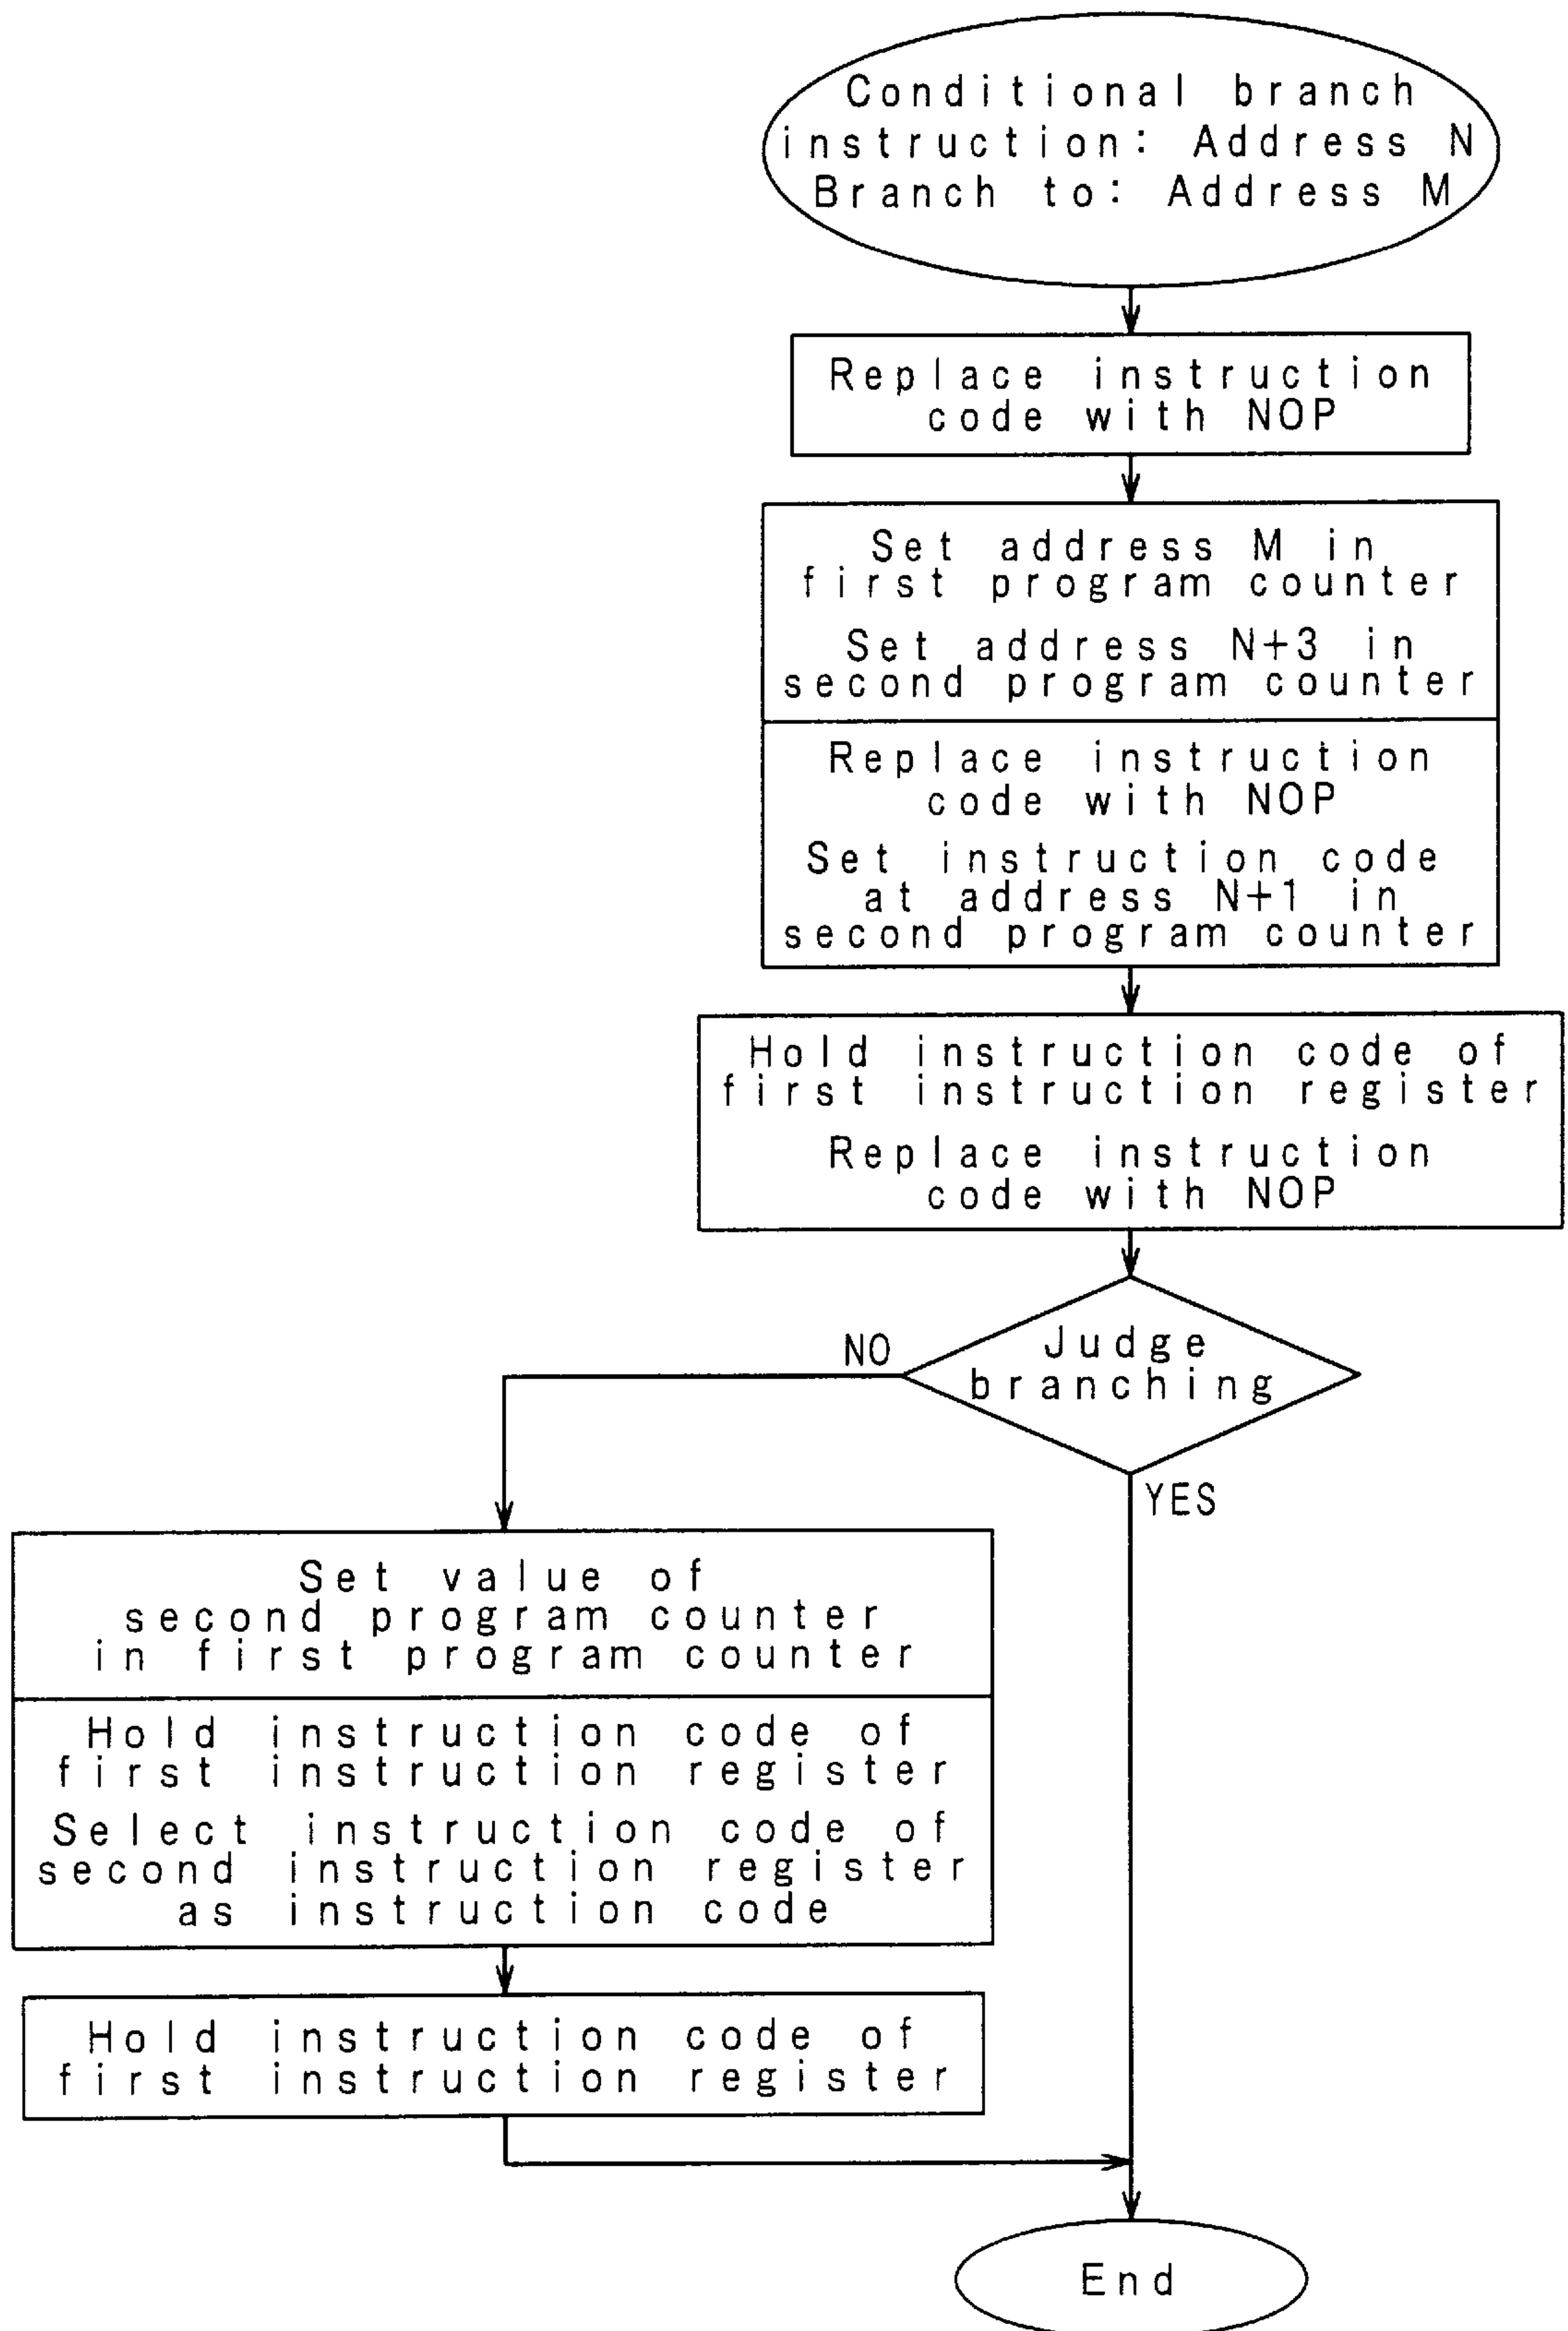 Conditional branch
instruction: Address N
Branch to: Address M
Replace instruction
code with NOP
Set address M in
first program counter
Set address N+3 in
second program counter
Replace instruction
code with NOP
Set instruction code
at address N+1 in
second program counter
Hold instruction code of
first instruction register
Replace instruction
code with NOP
Judge
branching
NO
YES
Set value of
second program counter
in first program counter
Hold instruction code of
first instruction register
Select instruction code of
second instruction register
as instruction code
Hold instruction code of
first instruction register
End